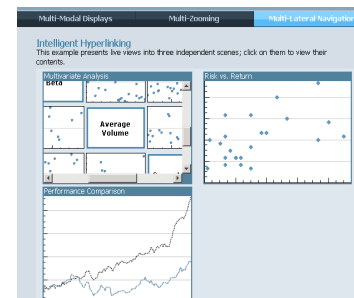 Multi-Modal Displays
Multi-Zooming
Multi-Lateral Navigation
Intelligent Hyperlinking
This example presents live views into three independent scenes; click on them to view their
contents.
Multivariate Analysis
Risk vs. Return
Beta
Average
Volume
Performance Comparison